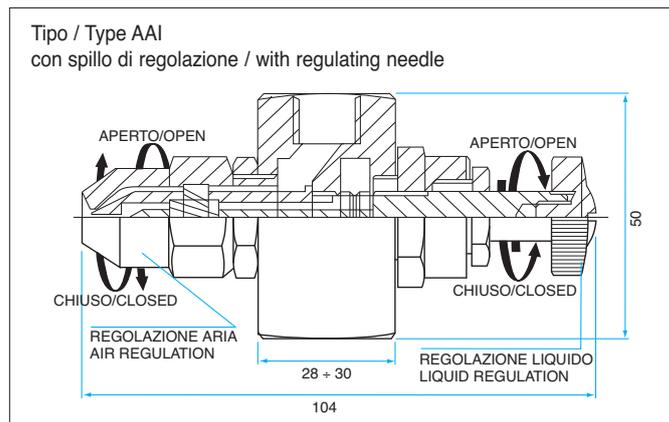 Tipo / Type AAI
con spillo di regolazione / with regulating needle
APERTO/OPEN
APERTO/OPEN
50
CHIUSO/CLOSED
CHIUSO/CLOSED
REGOLAZIONE ARIA
AIR REGULATION
REGOLAZIONE LIQUIDO
LIQUID REGULATION
28 ÷ 30
104